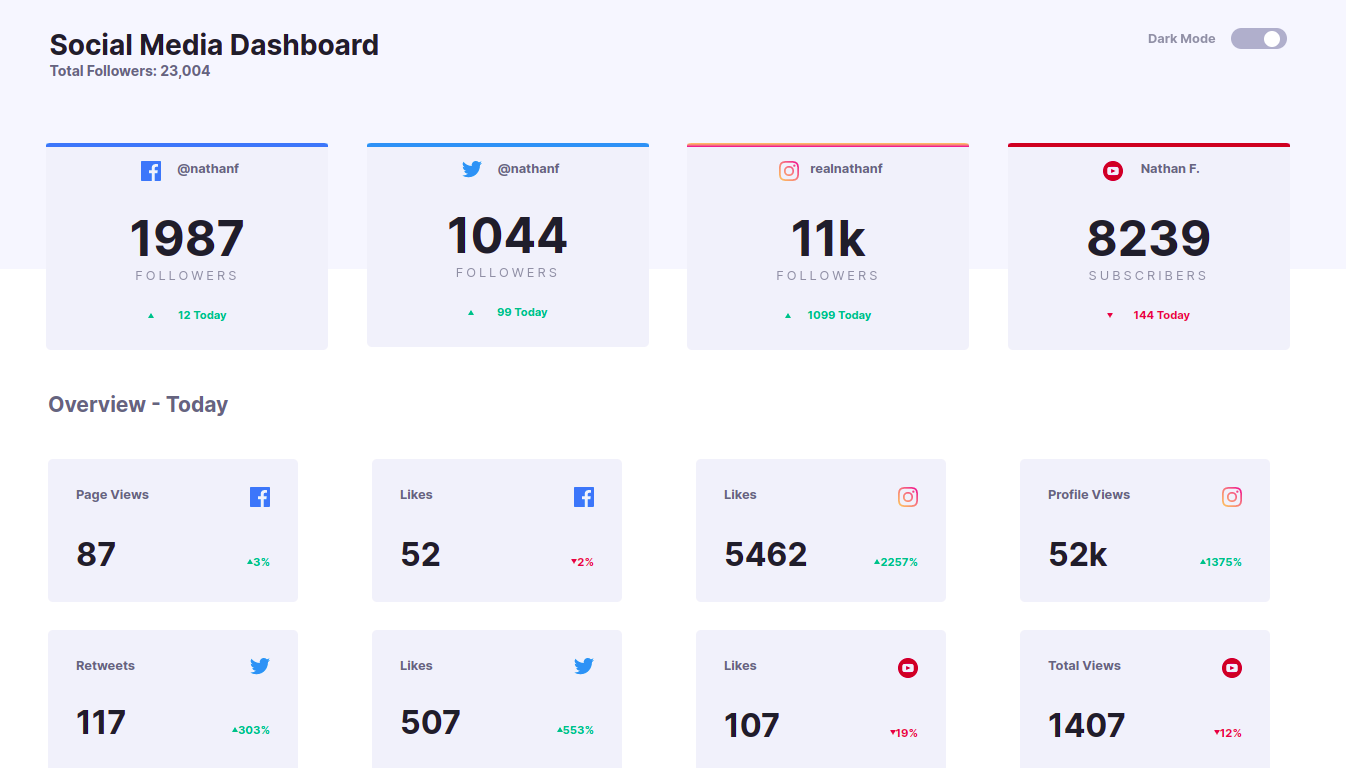 Social Media Dashboard
Total Followers: 23,004
Dark Mode
@nathanf
1987
FOLLOWERS
12 Today
@nathanf
1044
FOLLOWERS
99 Today
realnathanf
11k
FOLLOWERS
1099 Today
Nathan F.
8239
SUBSCRIBERS
144 Today
Overview - Today
Page Views
87
3%
Likes
52
2%
Likes
5462
2257%
Profile Views
52k
1375%
Retweets
117
303%
Likes
507
553%
Likes
107
19%
Total Views
1407
12%